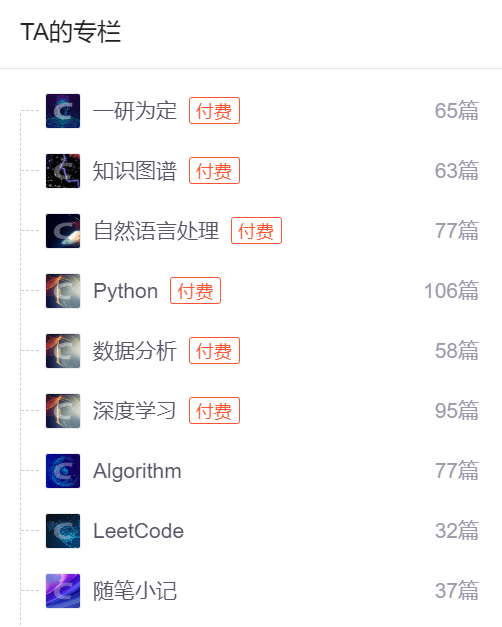 TA的专栏
一研为定 付费 65篇
知识图谱 付费 63篇
自然语言处理 付费 77篇
Python 付费 106篇
数据分析 付费 58篇
深度学习 付费 95篇
Algorithm 77篇
LeetCode 32篇
随笔小记 37篇